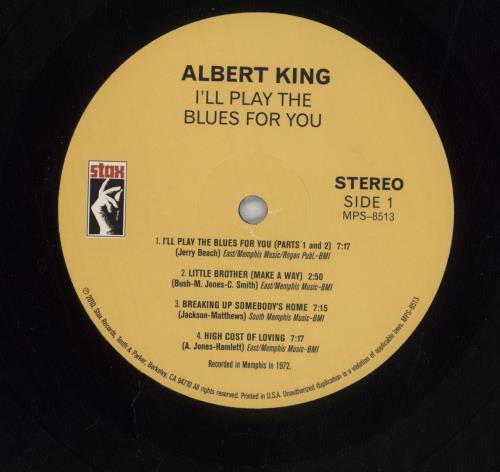 ALBERT KING
I'LL PLAY THE
BLUES FOR YOU
stax
STEREO
SIDE 1
MPS–8513
1. I'LL PLAY THE BLUES FOR YOU (PARTS 1 and 2) 7:17
(Jerry Beach) East/Memphis Music/Rogan Publ.–BMI
2. LITTLE BROTHER (MAKE A WAY) 2:50
(Bush-M. Jones-C. Smith) East/Memphis Music–BMI
3. BREAKING UP SOMEBODY'S HOME 7:15
(Jackson-Matthews) South Memphis Music–BMI
4. HIGH COST OF LOVING 7:17
(A. Jones-Hamlett) East/Memphis Music–BMI
Recorded in Memphis in 1972.
℗ 2010, Stax Records, Smith & Parker, Berkeley, CA 94710 All rights reserved. Printed in U.S.A. Unauthorized duplication is a violation of applicable laws. MPS-8513